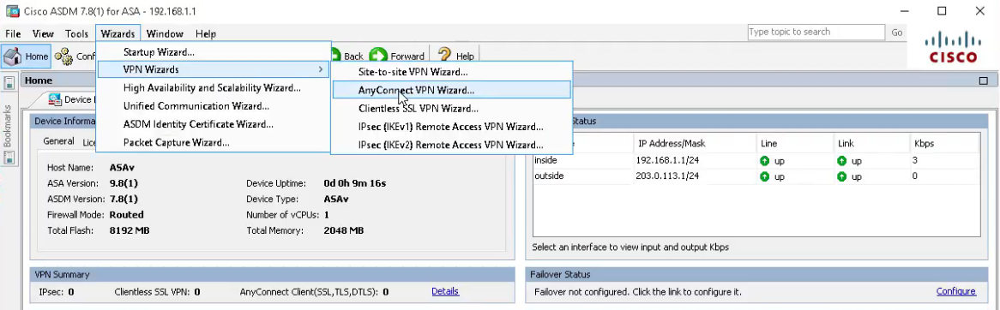 Cisco ASDM 7.8(1) for ASA - 192.168.1.1
File View Tools Wizards Window Help
Type topic to search Go
CISCO
Home Back Forward Help
Startup Wizard...
VPN Wizards
High Availability and Scalability Wizard...
Unified Communication Wizard...
ASDM Identity Certificate Wizard...
Packet Capture Wizard...
Site-to-site VPN Wizard...
AnyConnect VPN Wizard...
Clientless SSL VPN Wizard...
IPsec (IKEv1) Remote Access VPN Wizard...
IPsec (IKEv2) Remote Access VPN Wizard...
Bookmarks
Home
Device
Device Informa
General
Host Name: ASAv
ASA Version: 9.8(1) Device Uptime: 0d 0h 9m 16s
ASDM Version: 7.8(1) Device Type: ASAv
Firewall Mode: Routed Number of vCPUs: 1
Total Flash: 8192 MB Total Memory: 2048 MB
Status
IP Address/Mask Line Link Kbps
inside 192.168.1.1/24 up up 3
outside 203.0.113.1/24 up up 0
Select an interface to view input and output Kbps
VPN Summary
IPsec: 0 Clientless SSL VPN: 0 AnyConnect Client(SSL,TLS,DTLS): 0 Details
Failover Status
Failover not configured. Click the link to configure it. Configure